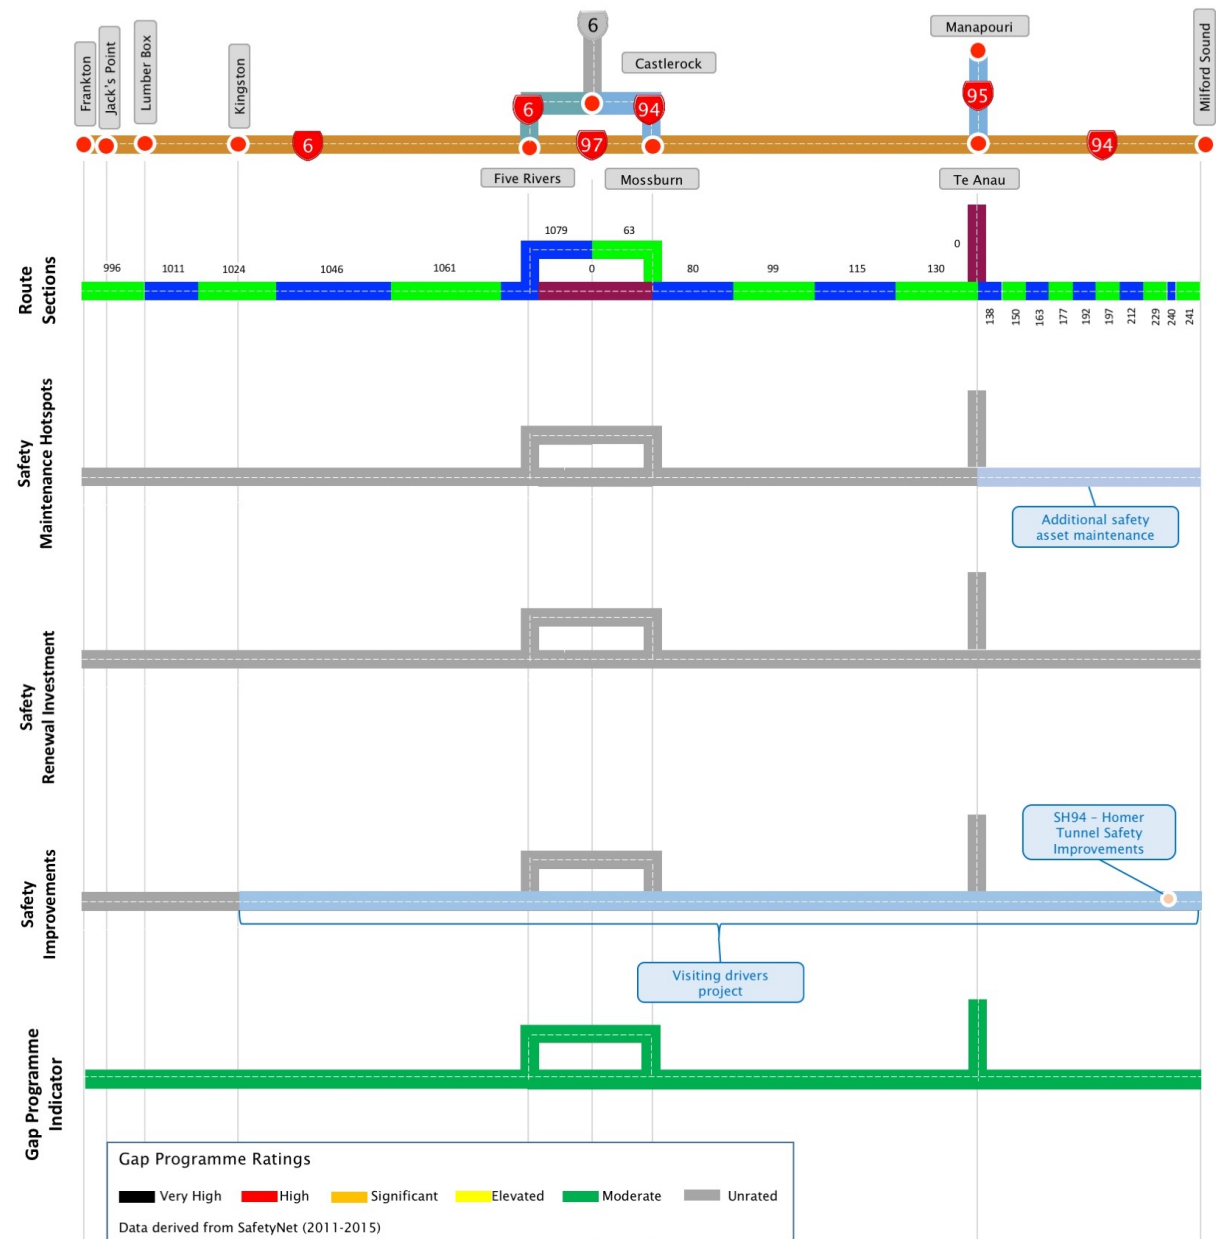 Frankton
Jack's Point
Lumber Box
Kingston
6
Castlerock
Manapouri
Milford Sound
6
94
95
6
97
94
Five Rivers
Mossburn
Te Anau
Route
Sections
1079
63
0
996
1011
1024
1046
1061
0
80
99
115
130
138
150
163
177
192
197
212
229
240
241
Safety
Maintenance Hotspots
Additional safety
asset maintenance
Safety
Renewal Investment
Safety
Improvements
SH94 – Homer
Tunnel Safety
Improvements
Visiting drivers
project
Gap Programme
Indicator
Gap Programme Ratings
Very High
High
Significant
Elevated
Moderate
Unrated
Data derived from SafetyNet (2011-2015)